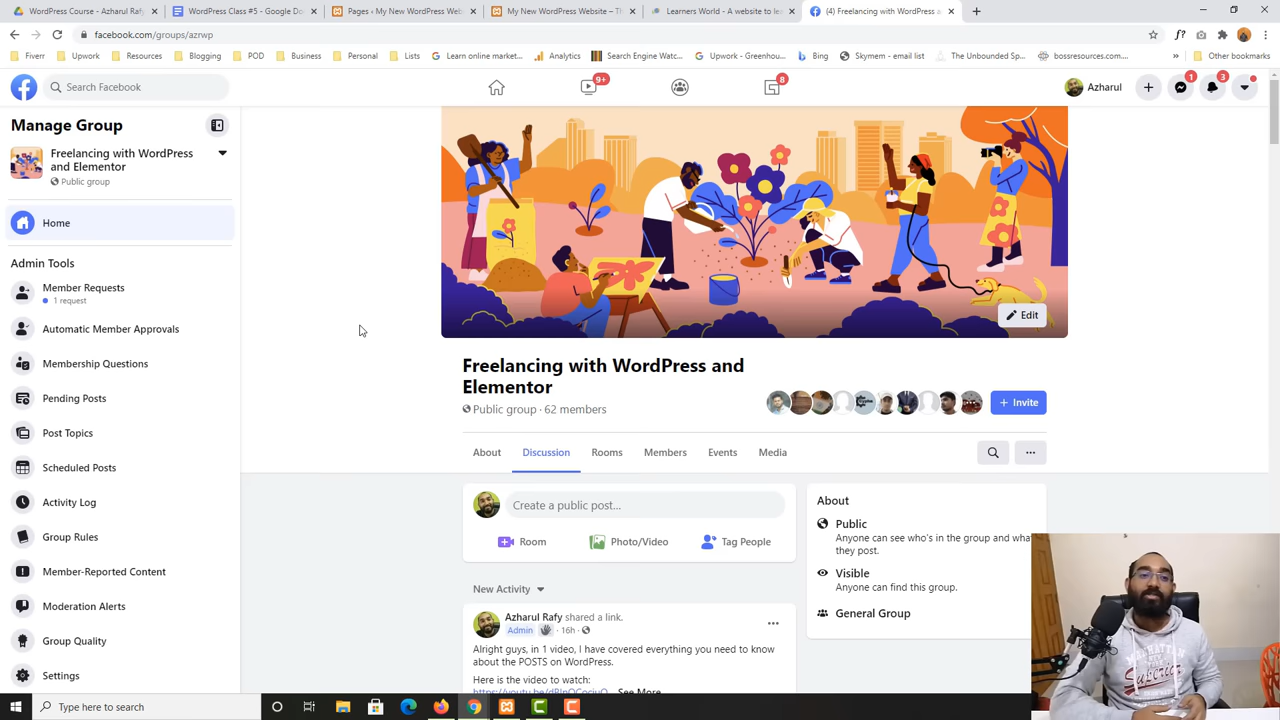 WordPress Course - Azharul Rafy
WordPress Class #5 - Google Do
Pages ‹ My New WordPress Websi
My New WordPress Website – Th
Learners World - A website to le
(4) Freelancing with WordPress a
facebook.com/groups/azrwp
Fiverr
Upwork
Resources
Blogging
POD
Business
Personal
Lists
Learn online market...
Analytics
Search Engine Watc...
Upwork - Greenhou...
Bing
Skymem - email list
The Unbounded Sp...
bossresources.com...
»
Other bookmarks
Search Facebook
9+
8
Azharul
1
3
Manage Group
Freelancing with WordPress
and Elementor
Public group
Home
Admin Tools
Member Requests
1 request
Automatic Member Approvals
Membership Questions
Pending Posts
Post Topics
Scheduled Posts
Activity Log
Group Rules
Member-Reported Content
Moderation Alerts
Group Quality
Settings
Edit
Freelancing with WordPress and
Elementor
Public group · 62 members
+ Invite
About
Discussion
Rooms
Members
Events
Media
Create a public post...
Room
Photo/Video
Tag People
New Activity
Azharul Rafy shared a link.
Admin · 16h ·
Alright guys, in 1 video, I have covered everything you need to know
about the POSTS on WordPress.
Here is the video to watch:
See More
About
Public
Anyone can see who's in the group and wha
they post.
Visible
Anyone can find this group.
General Group
Type here to search